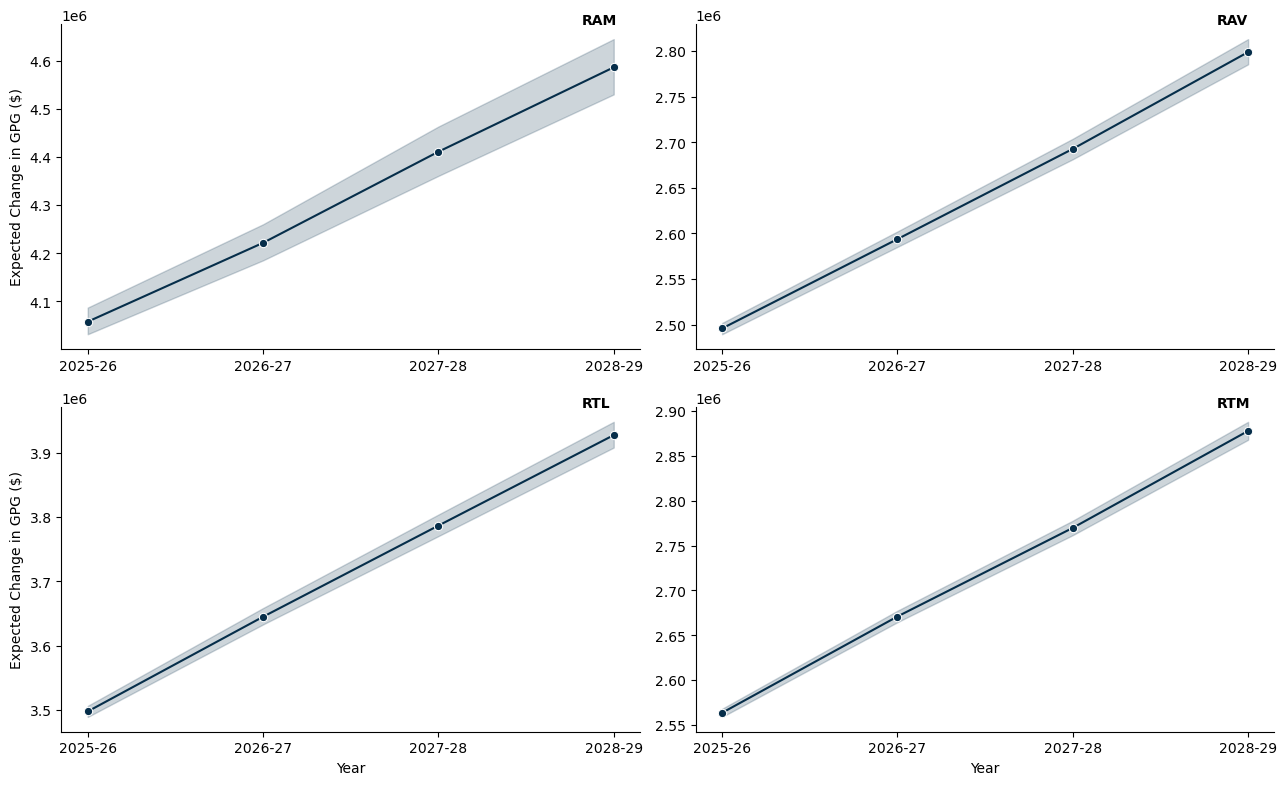 1e6
RAM
Expected Change in GPG ($)
4.6
4.5
4.4
4.3
4.2
4.1
2025-26 2026-27 2027-28 2028-29
1e6
RAV
2.80
2.75
2.70
2.65
2.60
2.55
2.50
2025-26 2026-27 2027-28 2028-29
1e6
RTL
Expected Change in GPG ($)
3.9
3.8
3.7
3.6
3.5
2025-26 2026-27 2027-28 2028-29
Year
1e6
RTM
2.90
2.85
2.80
2.75
2.70
2.65
2.60
2.55
2025-26 2026-27 2027-28 2028-29
Year